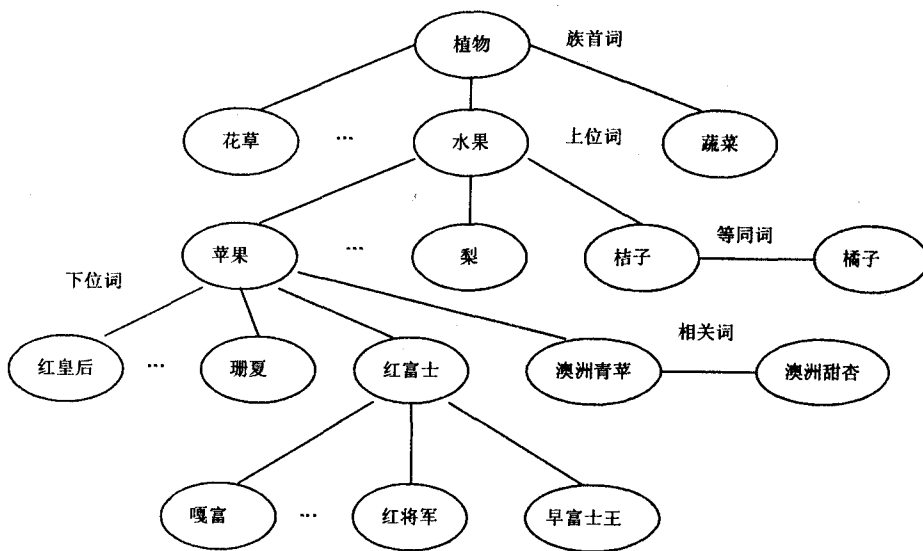 植物 族首词
花草 … 水果 上位词 蔬菜
苹果 … 梨 桔子 等同词 橘子
下位词 相关词
红皇后 … 珊夏 红富士 澳洲青苹 澳洲甜杏
嘎富 … 红将军 早富士王